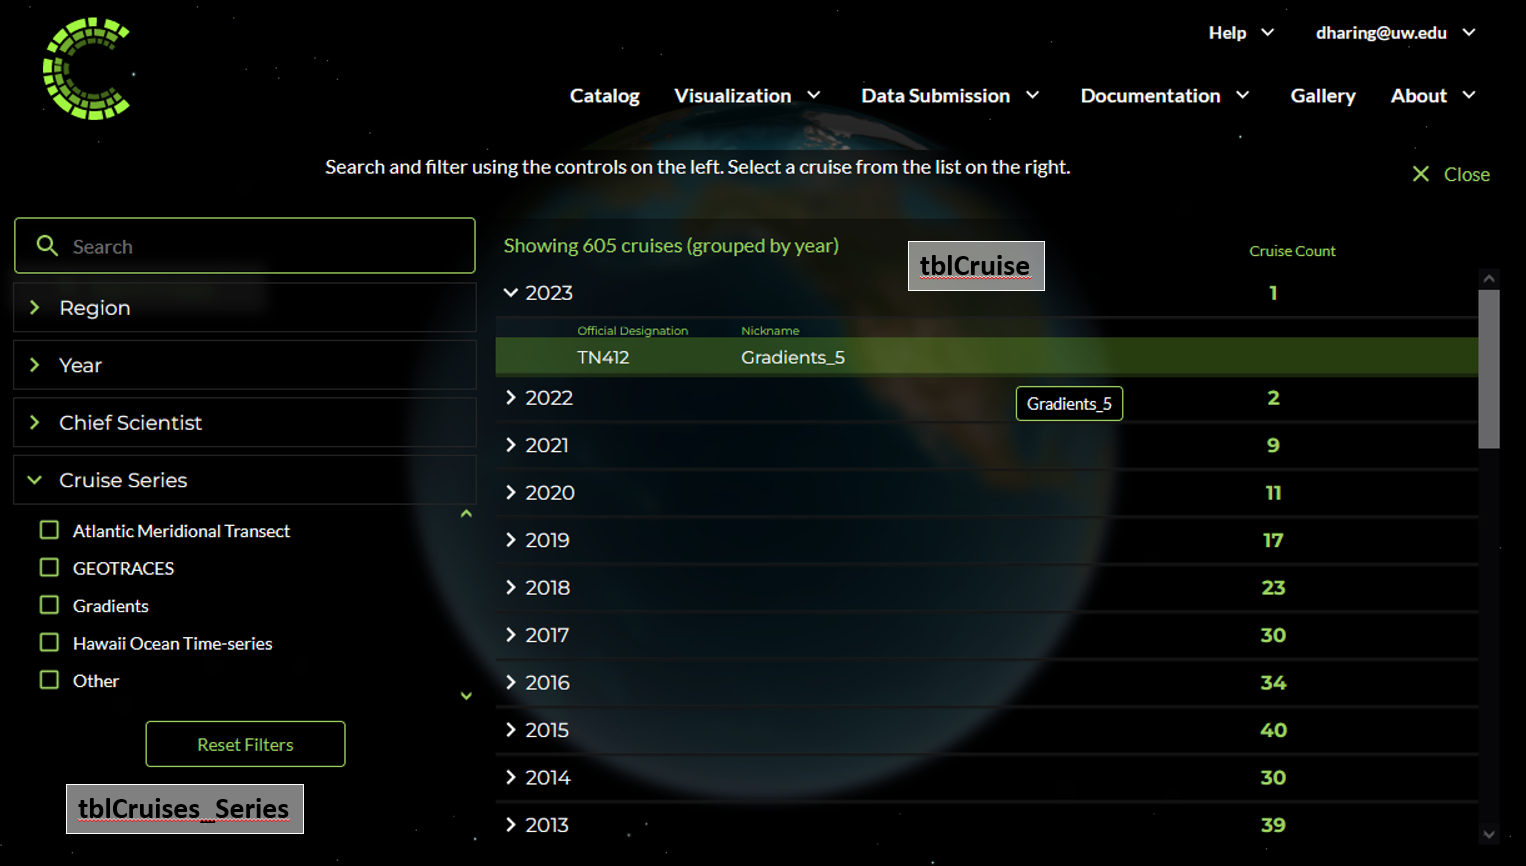 Help
dharing@uw.edu
Catalog Visualization Data Submission Documentation Gallery About
Search and filter using the controls on the left. Select a cruise from the list on the right.
Close
Search
Region
Year
Chief Scientist
Cruise Series
Atlantic Meridional Transect
GEOTRACES
Gradients
Hawaii Ocean Time-series
Other
Reset Filters
tblCruises_Series
Showing 605 cruises (grouped by year)
tblCruise
Cruise Count
2023 1
Official Designation Nickname
TN412 Gradients_5
2022 2
Gradients_5
2021 9
2020 11
2019 17
2018 23
2017 30
2016 34
2015 40
2014 30
2013 39